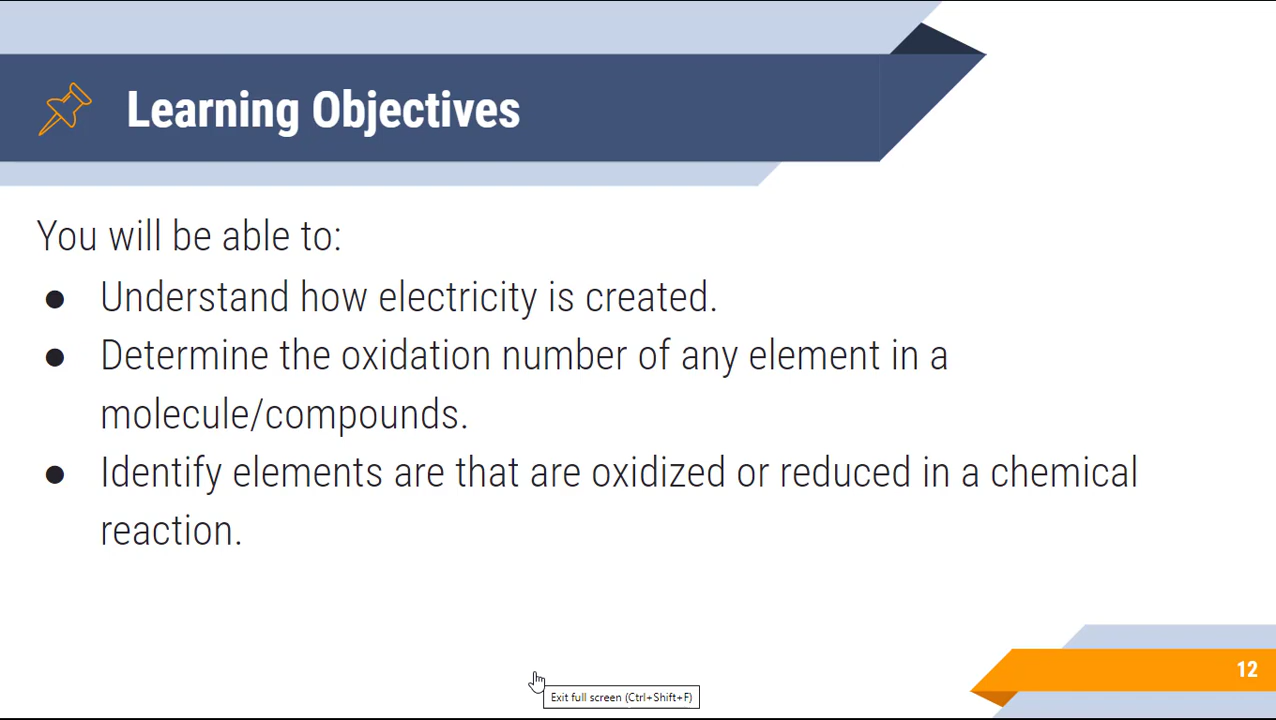 Learning Objectives
You will be able to:
● Understand how electricity is created.
● Determine the oxidation number of any element in a
molecule/compounds.
● Identify elements are that are oxidized or reduced in a chemical
reaction.
12
Exit full screen (Ctrl+Shift+F)